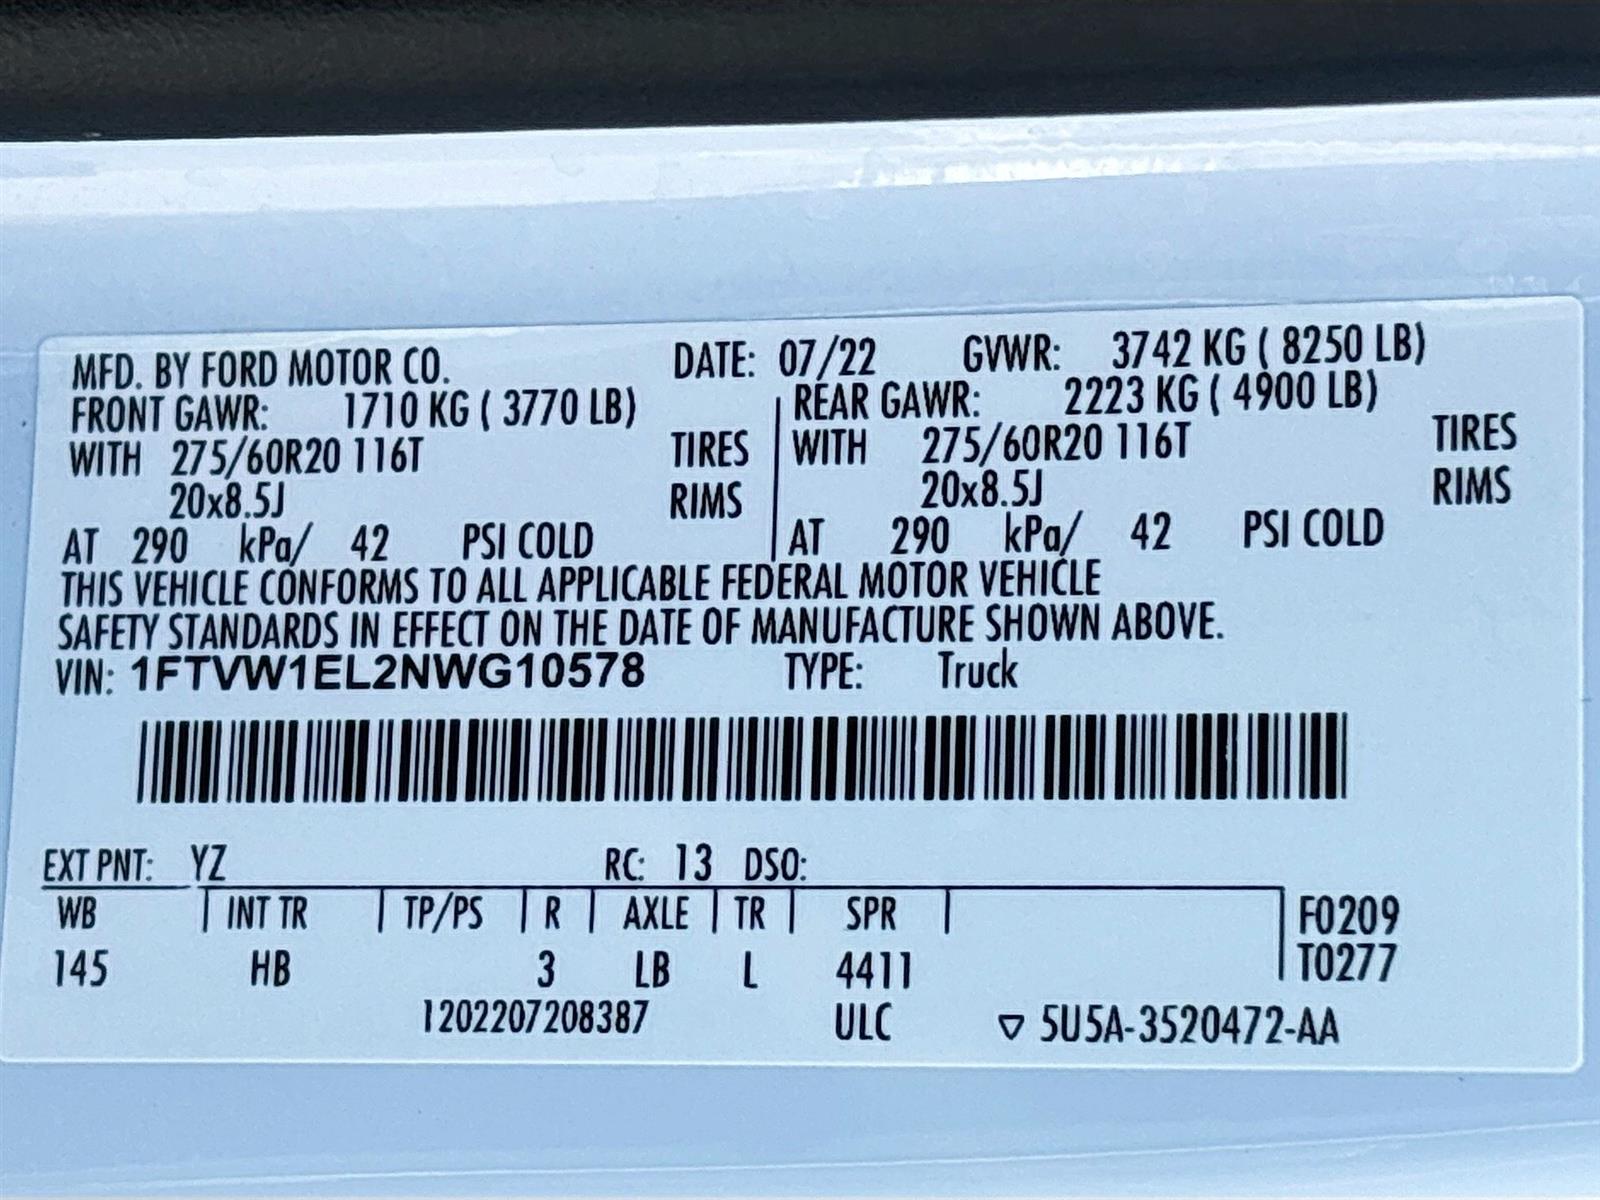 MFD. BY FORD MOTOR CO. DATE: 07/22 GVWR: 3742 KG ( 8250 LB)
FRONT GAWR: 1710 KG ( 3770 LB) REAR GAWR: 2223 KG ( 4900 LB)
WITH 275/60R20 116T TIRES WITH 275/60R20 116T TIRES
20x8.5J RIMS 20x8.5J RIMS
AT 290 kPa/ 42 PSI COLD AT 290 kPa/ 42 PSI COLD
THIS VEHICLE CONFORMS TO ALL APPLICABLE FEDERAL MOTOR VEHICLE
SAFETY STANDARDS IN EFFECT ON THE DATE OF MANUFACTURE SHOWN ABOVE.
VIN: 1FTVW1EL2NWG10578 TYPE: Truck
EXT PNT: YZ RC: 13 DSO:
WB INT TR TP/PS R AXLE TR SPR F0209
145 HB 3 LB L 4411 T0277
1202207208387 ULC ▽ 5U5A-3520472-AA